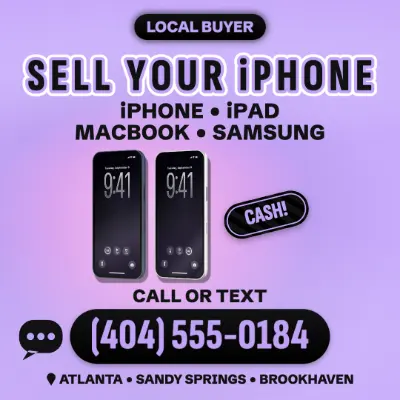 LOCAL BUYER
SELL YOUR iPHONE
iPHONE • iPAD
MACBOOK • SAMSUNG
9:41
9:41
CASH!
CALL OR TEXT
(404) 555-0184
ATLANTA • SANDY SPRINGS • BROOKHAVEN